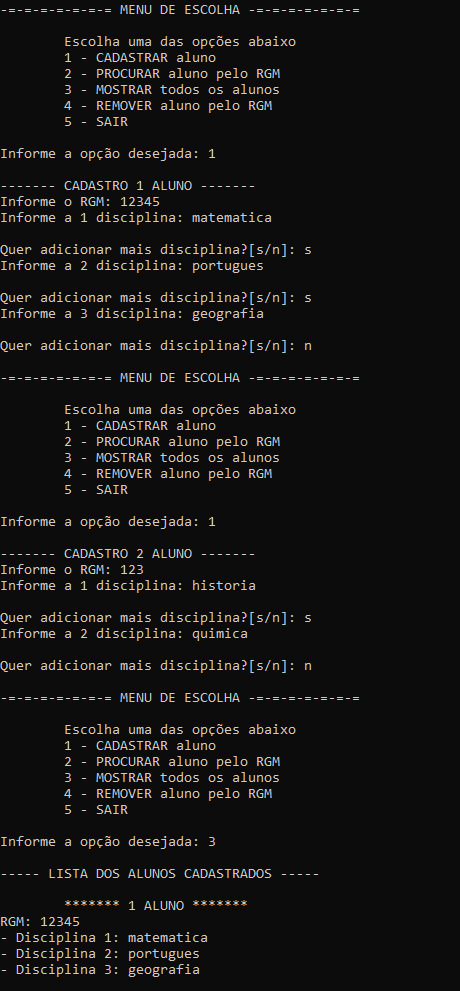 -=-=-=-=-=-=-= MENU DE ESCOLHA -=-=-=-=-=-=-=
Escolha uma das opções abaixo
1 - CADASTRAR aluno
2 - PROCURAR aluno pelo RGM
3 - MOSTRAR todos os alunos
4 - REMOVER aluno pelo RGM
5 - SAIR
Informe a opção desejada: 1
------- CADASTRO 1 ALUNO -------
Informe o RGM: 12345
Informe a 1 disciplina: matematica
Quer adicionar mais disciplina?[s/n]: s
Informe a 2 disciplina: portugues
Quer adicionar mais disciplina?[s/n]: s
Informe a 3 disciplina: geografia
Quer adicionar mais disciplina?[s/n]: n
-=-=-=-=-=-=-= MENU DE ESCOLHA -=-=-=-=-=-=-=
Escolha uma das opções abaixo
1 - CADASTRAR aluno
2 - PROCURAR aluno pelo RGM
3 - MOSTRAR todos os alunos
4 - REMOVER aluno pelo RGM
5 - SAIR
Informe a opção desejada: 1
------- CADASTRO 2 ALUNO -------
Informe o RGM: 123
Informe a 1 disciplina: historia
Quer adicionar mais disciplina?[s/n]: s
Informe a 2 disciplina: quimica
Quer adicionar mais disciplina?[s/n]: n
-=-=-=-=-=-=-= MENU DE ESCOLHA -=-=-=-=-=-=-=
Escolha uma das opções abaixo
1 - CADASTRAR aluno
2 - PROCURAR aluno pelo RGM
3 - MOSTRAR todos os alunos
4 - REMOVER aluno pelo RGM
5 - SAIR
Informe a opção desejada: 3
----- LISTA DOS ALUNOS CADASTRADOS -----
******* 1 ALUNO *******
RGM: 12345
- Disciplina 1: matematica
- Disciplina 2: portugues
- Disciplina 3: geografia